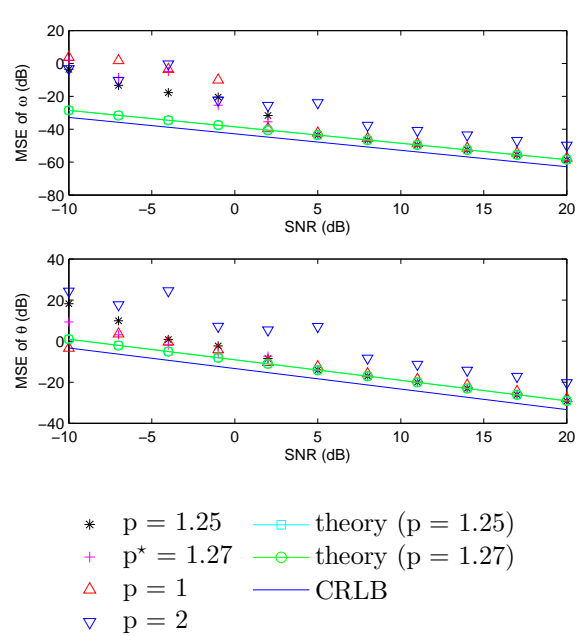 20
0
−20
−40
−60
−80
MSE of ω (dB)
−10 −5 0 5 10 15 20
SNR (dB)
40
20
0
−20
−40
MSE of θ (dB)
−10 −5 0 5 10 15 20
SNR (dB)
p = 1.25 theory (p = 1.25)
p⋆ = 1.27 theory (p = 1.27)
p = 1 CRLB
p = 2